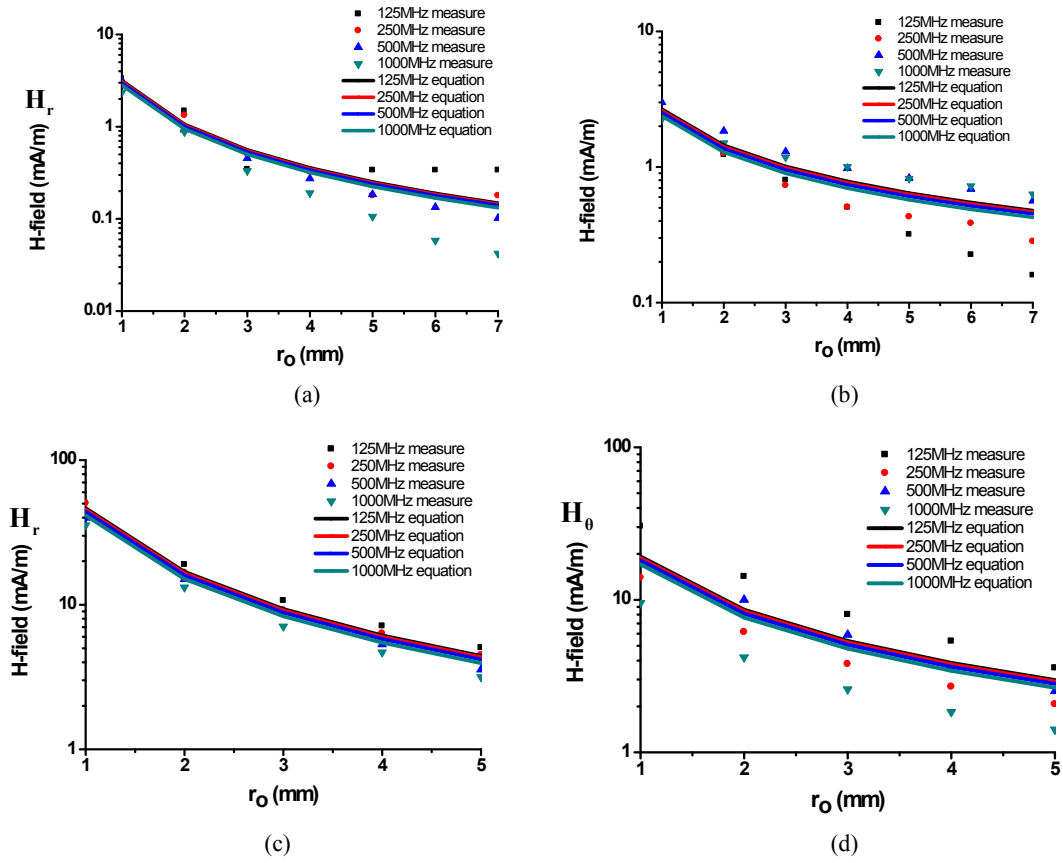 125MHz measure
250MHz measure
500MHz measure
1000MHz measure
125MHz equation
250MHz equation
500MHz equation
1000MHz equation
10
1
0.1
0.01
Hr
H-field (mA/m)
1 2 3 4 5 6 7
rO (mm)
(a)
125MHz measure
250MHz measure
500MHz measure
1000MHz measure
125MHz equation
250MHz equation
500MHz equation
1000MHz equation
10
1
0.1
H-field (mA/m)
1 2 3 4 5 6 7
rO (mm)
(b)
125MHz measure
250MHz measure
500MHz measure
1000MHz measure
125MHz equation
250MHz equation
500MHz equation
1000MHz equation
100
10
1
Hr
H-field (mA/m)
1 2 3 4 5
rO (mm)
(c)
125MHz measure
250MHz measure
500MHz measure
1000MHz measure
125MHz equation
250MHz equation
500MHz equation
1000MHz equation
100
10
1
Hθ
H-field (mA/m)
1 2 3 4 5
rO (mm)
(d)